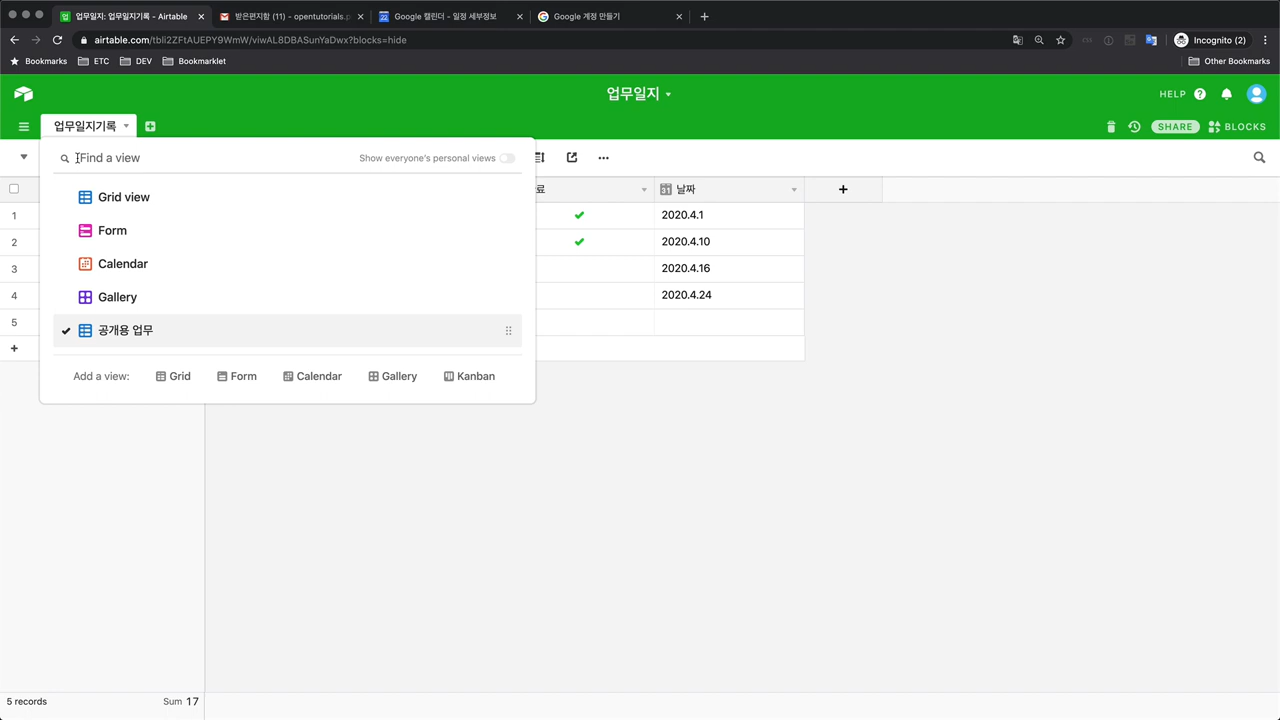 업무일지: 업무일지기록 - Airtable
받은편지함 (11) - opentutorials.p
Google 캘린더 - 일정 세부정보
Google 계정 만들기
airtable.com/tbli2ZFtAUEPY9WmW/viwAL8DBASunYaDwx?blocks=hide
Incognito (2)
Bookmarks
ETC
DEV
Bookmarklet
Other Bookmarks
업무일지
HELP
업무일지기록
SHARE
BLOCKS
Find a view
Show everyone's personal views
Grid view
Form
Calendar
Gallery
공개용 업무
Add a view:
Grid
Form
Calendar
Gallery
Kanban
료
31 날짜
1
2020.4.1
2
2020.4.10
3
2020.4.16
4
2020.4.24
5
5 records
Sum 17